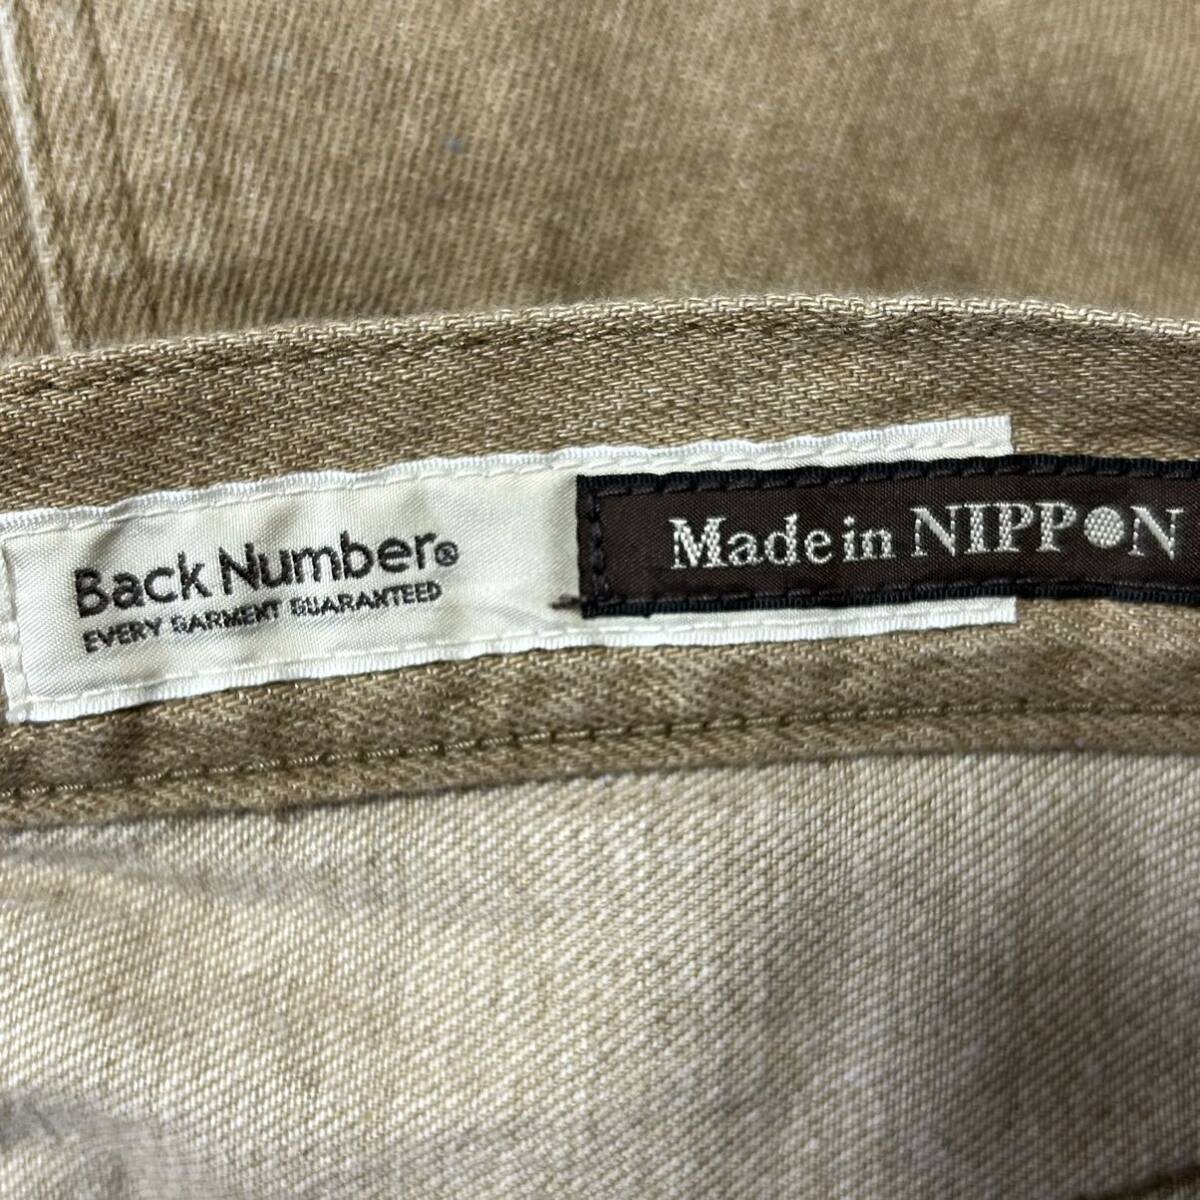 Back Number®
EVERY GARMENT GUARANTEED
Made in NIPPON